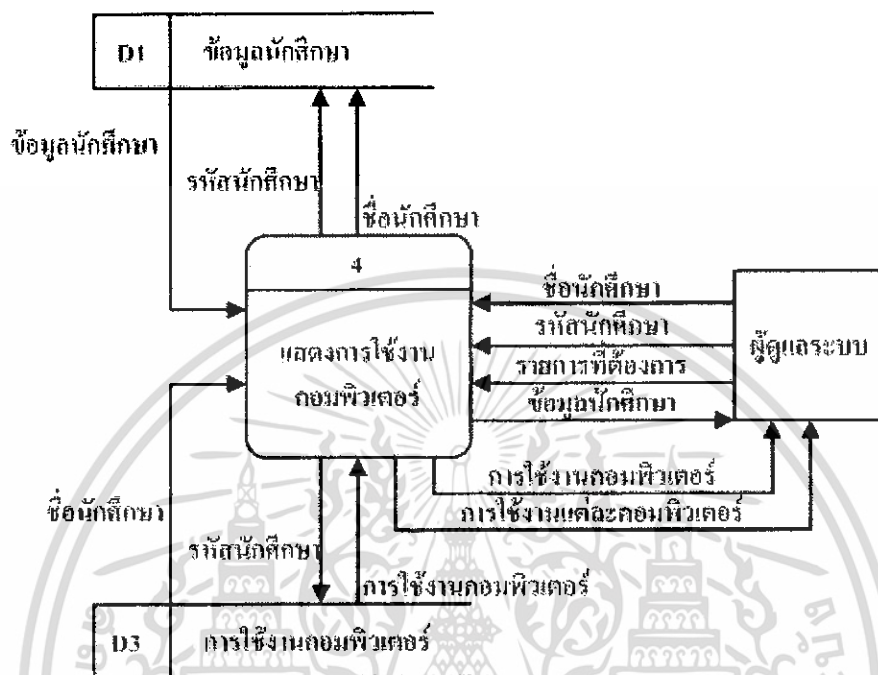 D1 ข้อมูลนักศึกษา
ข้อมูลนักศึกษา
รหัสนักศึกษา
ชื่อนักศึกษา
4
แสดงการใช้งาน
คอมพิวเตอร์
ชื่อนักศึกษา
รหัสนักศึกษา
รายการที่ต้องการ
ข้อมูลนักศึกษา
ผู้ดูแลระบบ
การใช้งานคอมพิวเตอร์
การใช้งานแต่ละคอมพิวเตอร์
ชื่อนักศึกษา
รหัสนักศึกษา
การใช้งานคอมพิวเตอร์
D3 การใช้งานคอมพิวเตอร์